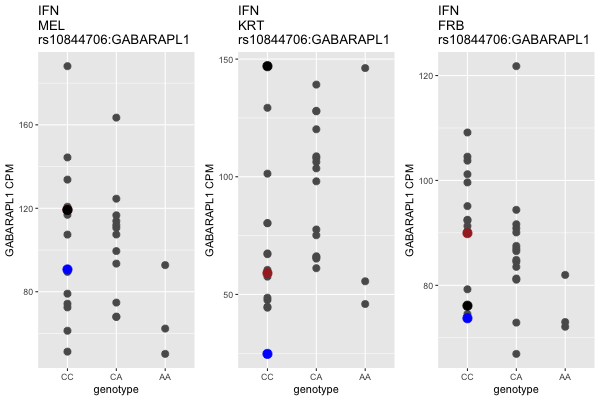 IFN
MEL
rs10844706:GABARAPL1
160
120
80
GABARAPL1 CPM
CC CA AA
genotype
IFN
KRT
rs10844706:GABARAPL1
150
100
50
GABARAPL1 CPM
CC CA AA
genotype
IFN
FRB
rs10844706:GABARAPL1
120
100
80
GABARAPL1 CPM
CC CA AA
genotype